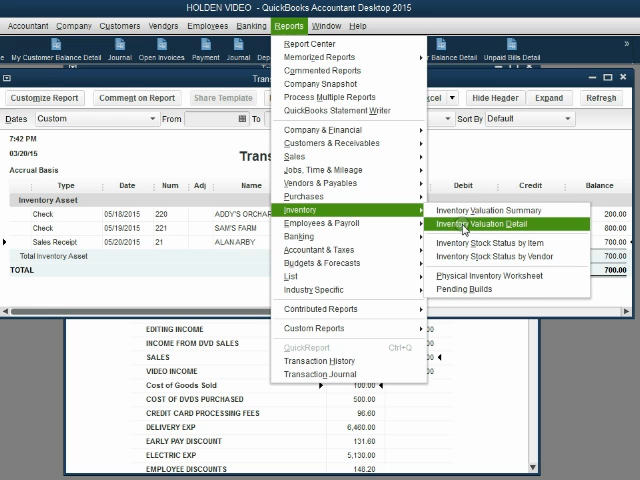 HOLDEN VIDEO - QuickBooks Accountant Desktop 2015
Accountant Company Customers Vendors Employees Banking Reports Window Help
My Customer Balance Detail Journal Open Invoices Payment Journal Balance Detail Unpaid Bills Detail »
Customize Report Comment on Report Share Template Hide Header Expand Refresh
Dates Custom From To Sort By Default
7:42 PM
03/20/15
Accrual Basis
Type Date Num Adj Name Debit Credit Balance
Inventory Asset
Check 05/18/2015 220 ADDY'S ORCHAR 200.00
Check 05/19/2015 221 SAM'S FARM 800.00
Sales Receipt 05/20/2015 21 ALAN ARBY 700.00
Total Inventory Asset 700.00
TOTAL 700.00
Report Center
Memorized Reports
Commented Reports
Company Snapshot
Process Multiple Reports
QuickBooks Statement Writer
Company & Financial
Customers & Receivables
Sales
Jobs, Time & Mileage
Vendors & Payables
Purchases
Inventory
Employees & Payroll
Banking
Accountant & Taxes
Budgets & Forecasts
List
Industry Specific
Contributed Reports
Custom Reports
QuickReport Ctrl+Q
Transaction History
Transaction Journal
Inventory Valuation Summary
Inventory Valuation Detail
Inventory Stock Status by Item
Inventory Stock Status by Vendor
Physical Inventory Worksheet
Pending Builds
EDITING INCOME
INCOME FROM DVD SALES
SALES
VIDEO INCOME
Cost of Goods Sold 100.00
COST OF DVDS PURCHASED 500.00
CREDIT CARD PROCESSING FEES 96.60
DELIVERY EXP 6,460.00
EARLY PAY DISCOUNT 131.60
ELECTRIC EXP 5,130.00
EMPLOYEE DISCOUNTS 148.20